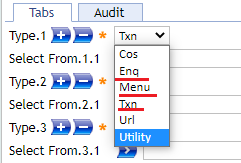 Tabs Audit
Type.1 * Txn
Select From.1.1
Cos
Enq
Type.2 *
Menu
Select From.2.1
Txn
Type.3 *
Url
Utility
Select From.3.1